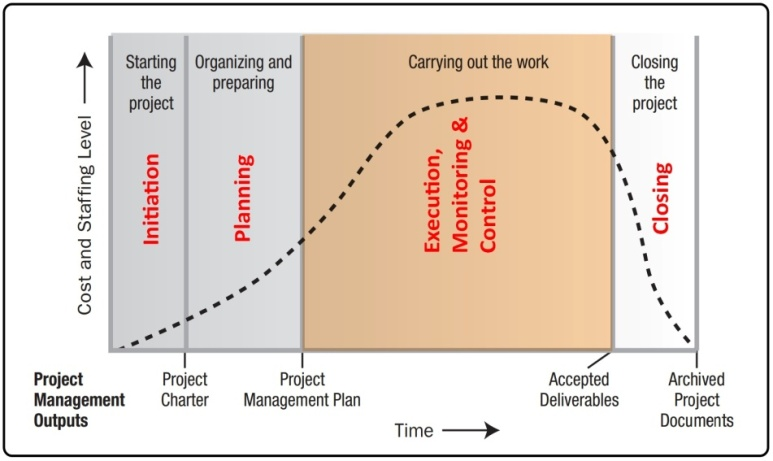 Starting
the
project
Organizing and
preparing
Carrying out the work
Closing
the
project
Cost and Staffing Level
Initiation
Planning
Execution,
Monitoring &
Control
Closing
Project
Management
Outputs
Project
Charter
Project
Management Plan
Accepted
Deliverables
Archived
Project
Documents
Time